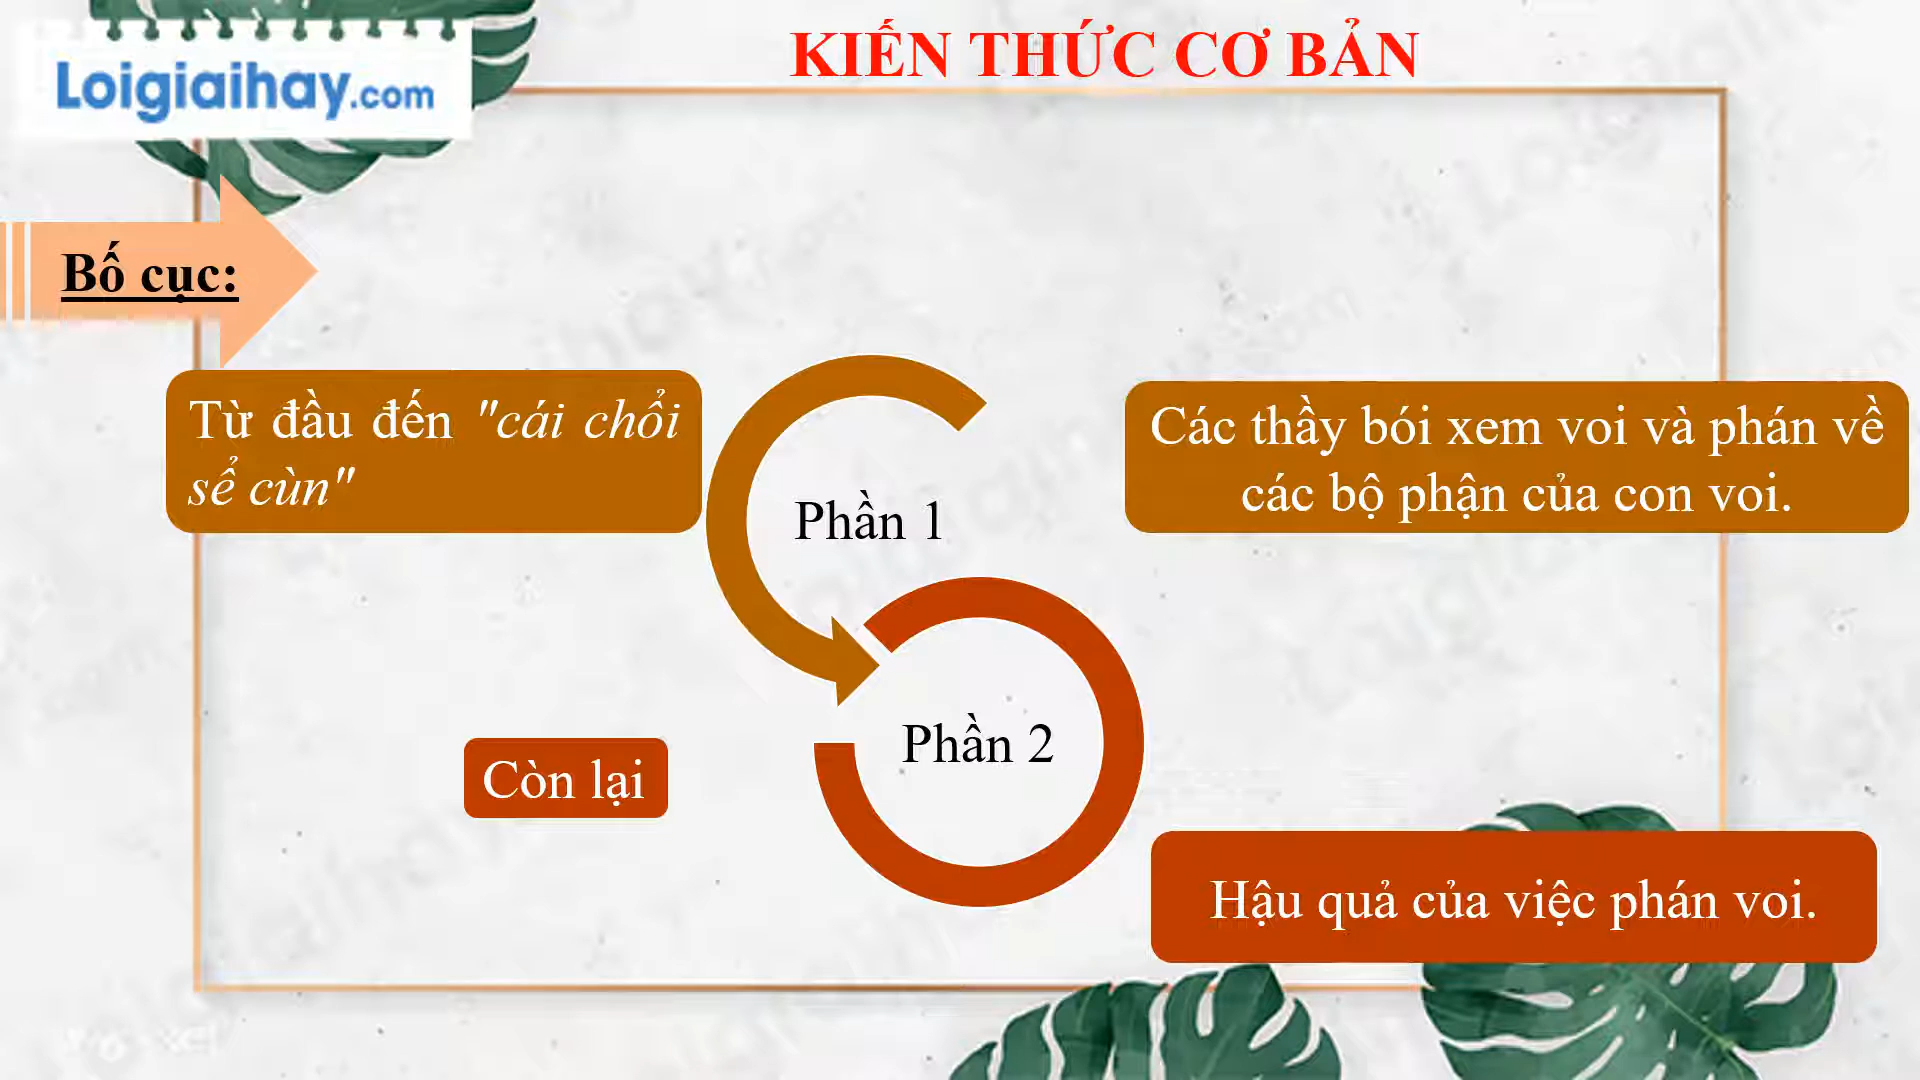 KIẾN THỨC CƠ BẢN
Loigiaihay.com
Bố cục:
Từ đầu đến "cái chổi
sể cùn"
Phần 1
Các thầy bói xem voi và phán về
các bộ phận của con voi.
Còn lại
Phần 2
Hậu quả của việc phán voi.